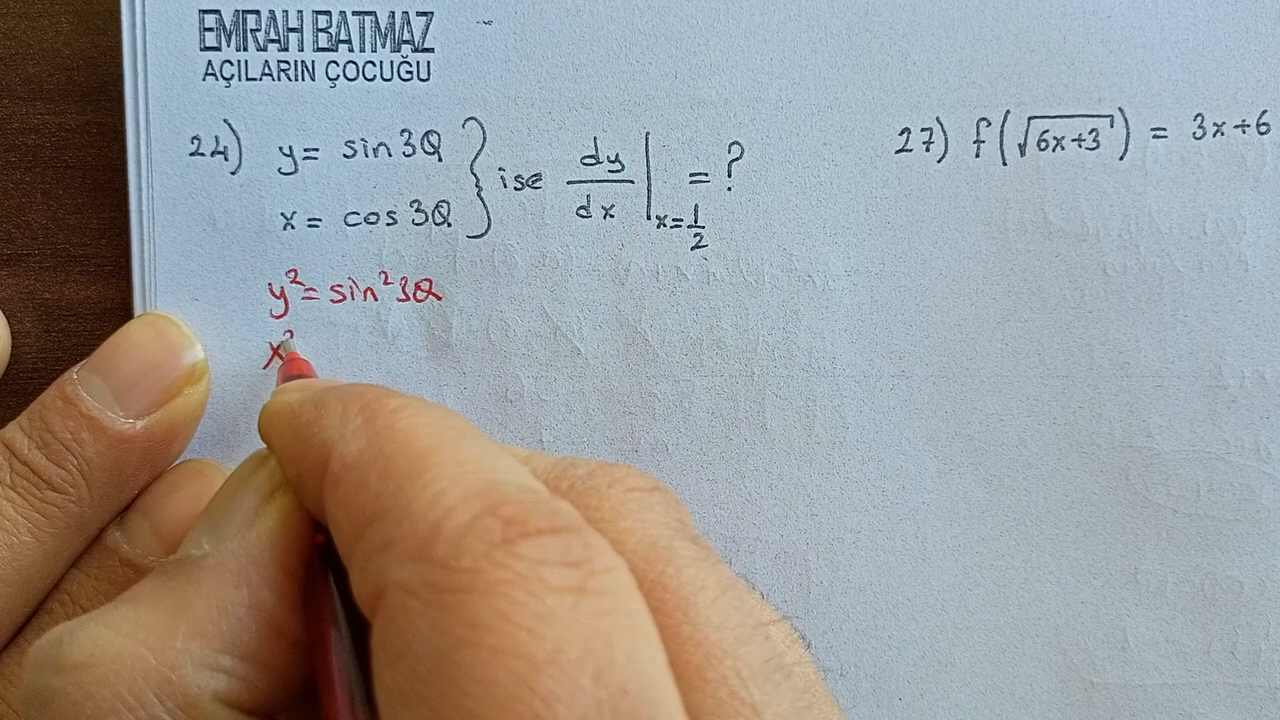 EMRAH BATMAZ
AÇILARIN ÇOCUĞU
24) y = sin3Q
x = cos3Q } ise dy/dx | x=1/2 = ?
y² = sin²3Q
x²
27) f(√6x+3) = 3x+6